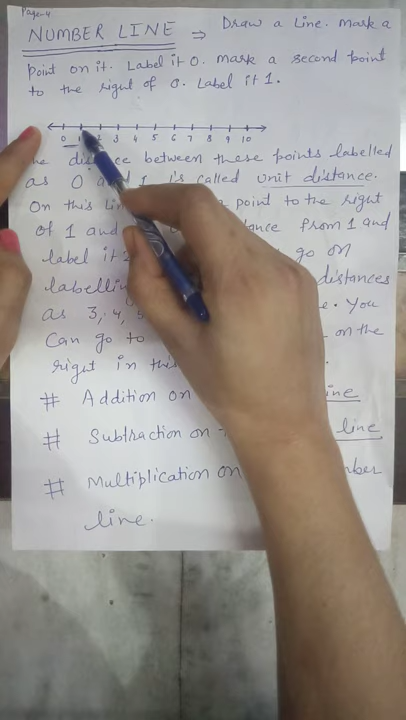 Page-4
NUMBER LINE ⇒ Draw a Line. Mark a
point on it. Label it 0. Mark a second point
to the right of 0. Label it 1.
0 1 2 3 4 5 6 7 8 9 10
distance between these points labelled
as 0 and 1 is called unit distance.
On this point to the right
of 1 and distance from 1 and
label it go on
distances
as 3, 4, You
Can go to on the
right in this
# Addition on line
# Subtraction on line
# Multiplication on number
line.